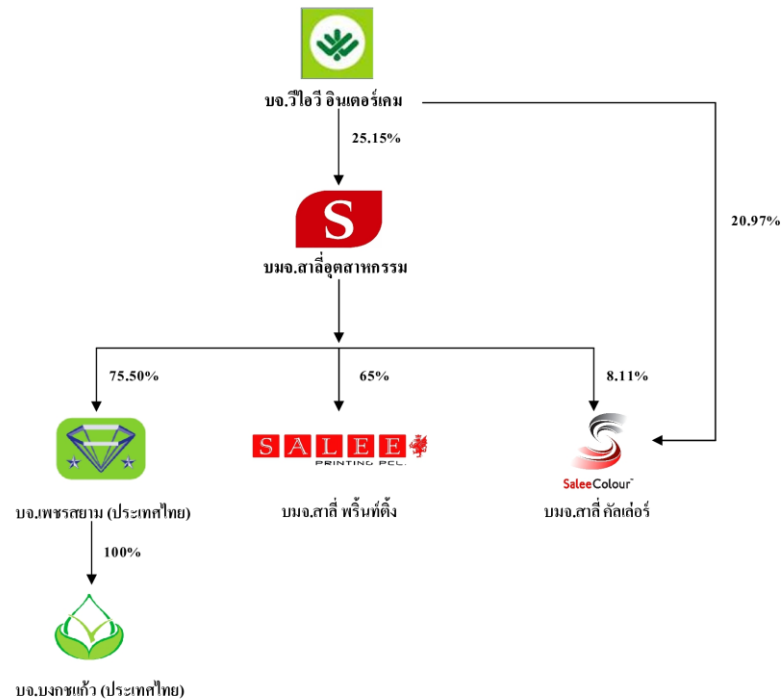 บจ.วีไอวี อินเตอร์เคม
25.15%
20.97%
S
บมจ.สาลี่อุตสาหกรรม
75.50%
65%
8.11%
SALEE
PRINTING PCL.
SaleeColour
บจ.เพชรสยาม (ประเทศไทย)
บมจ.สาลี่ พริ้นท์ติ้ง
บมจ.สาลี่ คัลเล่อร์
100%
บจ.บงกชแก้ว (ประเทศไทย)